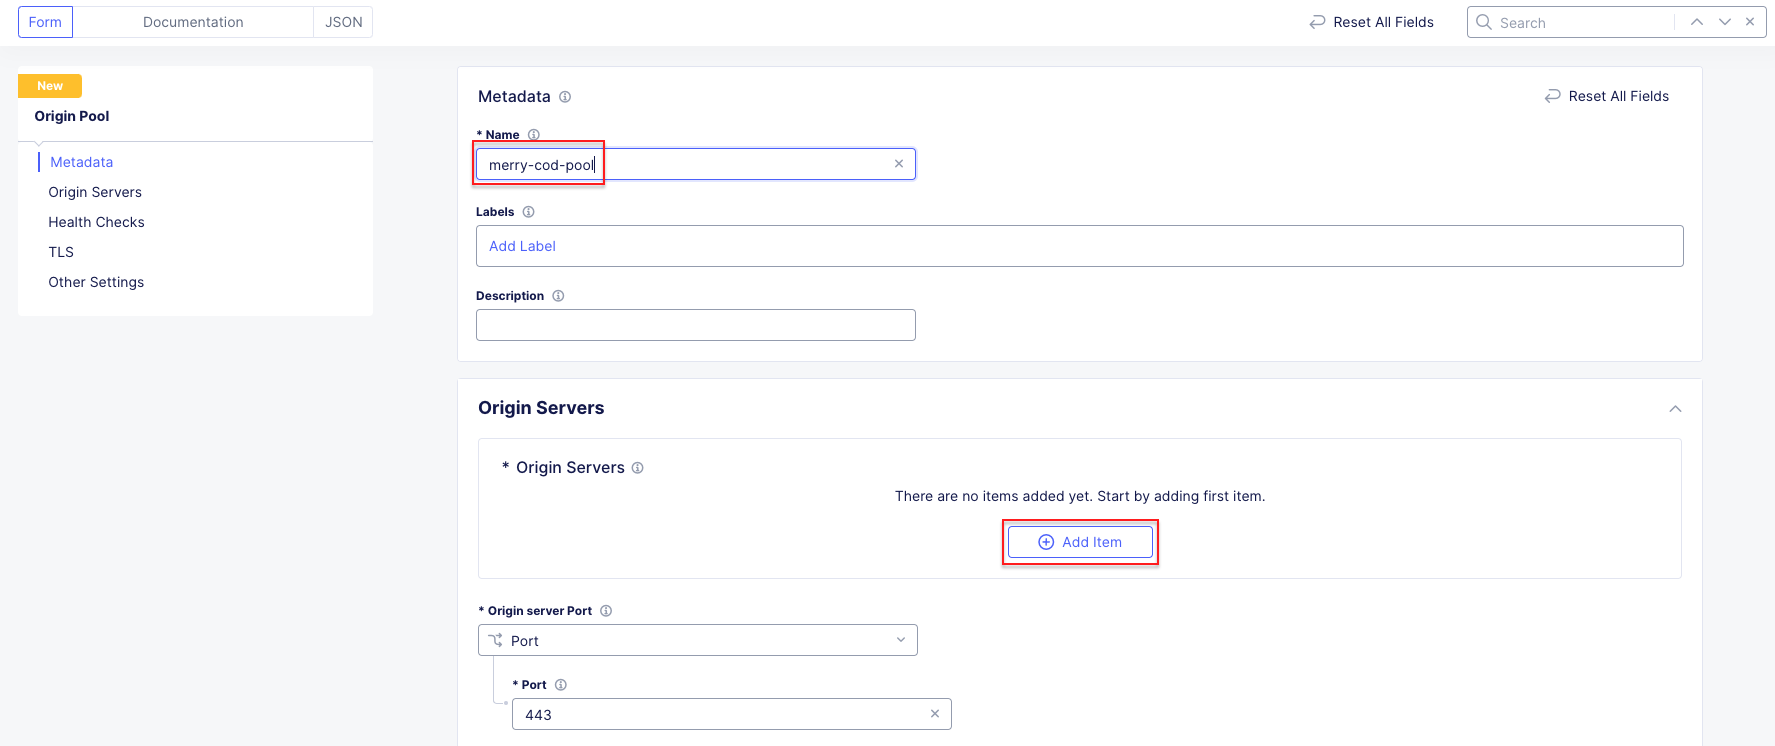 Form Documentation JSON Reset All Fields Search
New
Origin Pool
Metadata
Origin Servers
Health Checks
TLS
Other Settings
Metadata Reset All Fields
* Name
merry-cod-pool
Labels
Add Label
Description
Origin Servers
* Origin Servers
There are no items added yet. Start by adding first item.
Add Item
* Origin server Port
Port
* Port
443